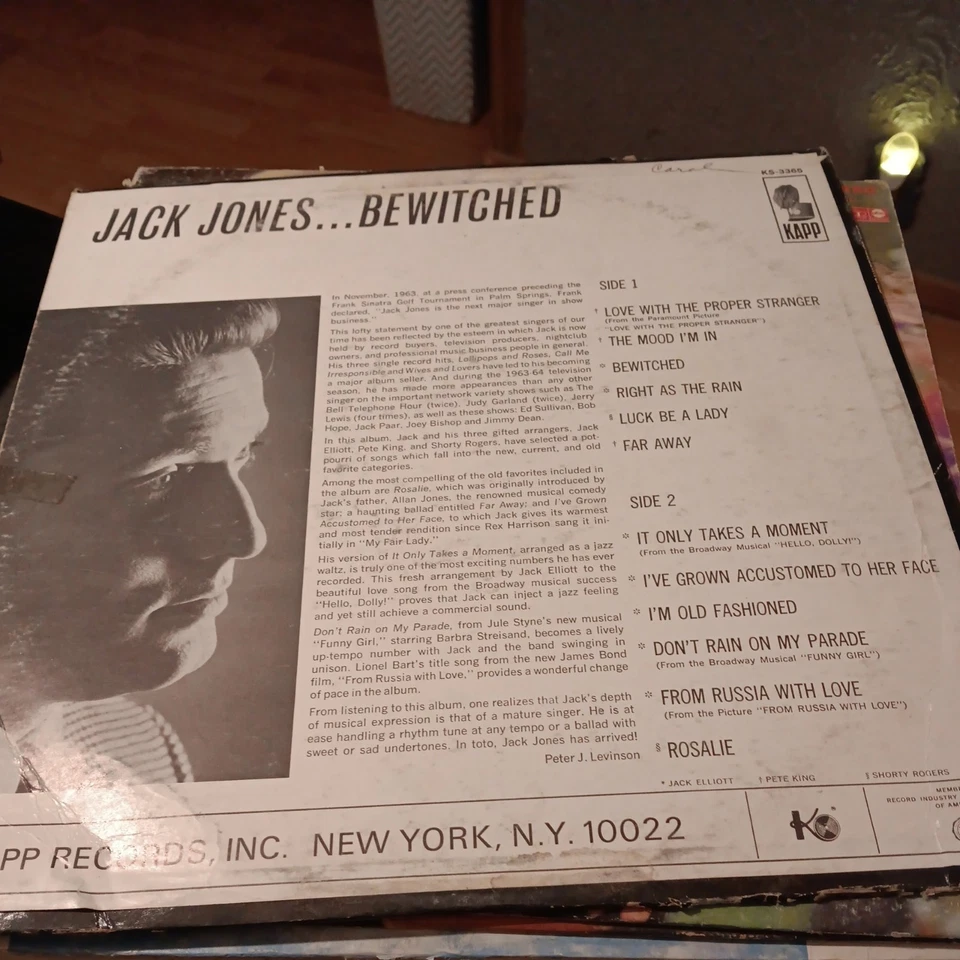 Carol
KS-3365
KAPP
JACK JONES...BEWITCHED
In November, 1963, at a press conference preceding the
Frank Sinatra Golf Tournament in Palm Springs, Frank
declared, "Jack Jones is the next major singer in show
business."
This lofty statement by one of the greatest singers of our
time has been reflected by the esteem in which Jack is now
held by record buyers, television producers, nightclub
owners, and professional music business people in general.
His three single record hits, Lollipops and Roses, Call Me
Irresponsible and Wives and Lovers have led to his becoming
a major album seller. And during the 1963-64 television
season, he has made more appearances than any other
singer on the important network variety shows such as The
Bell Telephone Hour (twice), Judy Garland (twice), Jerry
Lewis (four times), as well as these shows: Ed Sullivan, Bob
Hope, Jack Paar, Joey Bishop and Jimmy Dean.
In this album, Jack and his three gifted arrangers, Jack
Elliott, Pete King, and Shorty Rogers, have selected a pot-
pourri of songs which fall into the new, current, and old
favorite categories.
Among the most compelling of the old favorites included in
the album are Rosalie, which was originally introduced by
Jack's father, Allan Jones, the renowned musical comedy
star; a haunting ballad entitled Far Away; and I've Grown
Accustomed to Her Face, to which Jack gives its warmest
and most tender rendition since Rex Harrison sang it ini-
tially in "My Fair Lady."
His version of It Only Takes a Moment, arranged as a jazz
waltz, is truly one of the most exciting numbers he has ever
recorded. This fresh arrangement by Jack Elliott to the
beautiful love song from the Broadway musical success
"Hello, Dolly!" proves that Jack can inject a jazz feeling
and yet still achieve a commercial sound.
Don't Rain on My Parade, from Jule Styne's new musical
"Funny Girl," starring Barbra Streisand, becomes a lively
up-tempo number with Jack and the band swinging in
unison. Lionel Bart's title song from the new James Bond
film, "From Russia with Love," provides a wonderful change
of pace in the album.
From listening to this album, one realizes that Jack's depth
of musical expression is that of a mature singer. He is at
ease handling a rhythm tune at any tempo or a ballad with
sweet or sad undertones. In toto, Jack Jones has arrived!
Peter J. Levinson
SIDE 1
† LOVE WITH THE PROPER STRANGER
(From the Paramount Picture
"LOVE WITH THE PROPER STRANGER")
† THE MOOD I'M IN
* BEWITCHED
* RIGHT AS THE RAIN
§ LUCK BE A LADY
† FAR AWAY
SIDE 2
* IT ONLY TAKES A MOMENT
(From the Broadway Musical "HELLO, DOLLY!")
* I'VE GROWN ACCUSTOMED TO HER FACE
* I'M OLD FASHIONED
* DON'T RAIN ON MY PARADE
(From the Broadway Musical "FUNNY GIRL")
* FROM RUSSIA WITH LOVE
(From the Picture "FROM RUSSIA WITH LOVE")
§ ROSALIE
* JACK ELLIOTT † PETE KING § SHORTY ROGERS
PP RECORDS, INC. NEW YORK, N.Y. 10022
K
MEMB
RECORD INDUSTRY
OF AM